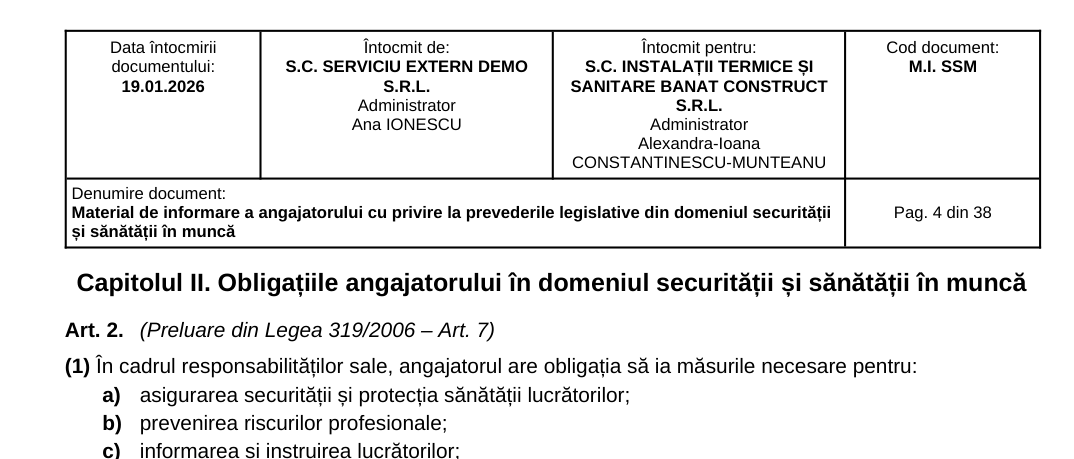 Data întocmirii
documentului:
19.01.2026
Întocmit de:
S.C. SERVICIU EXTERN DEMO
S.R.L.
Administrator
Ana IONESCU
Întocmit pentru:
S.C. INSTALAȚII TERMICE ȘI
SANITARE BANAT CONSTRUCT
S.R.L.
Administrator
Alexandra-Ioana
CONSTANTINESCU-MUNTEANU
Cod document:
M.I. SSM
Denumire document:
Material de informare a angajatorului cu privire la prevederile legislative din domeniul securității
și sănătății în muncă
Pag. 4 din 38
Capitolul II. Obligațiile angajatorului în domeniul securității și sănătății în muncă
Art. 2. (Preluare din Legea 319/2006 – Art. 7)
(1) În cadrul responsabilităților sale, angajatorul are obligația să ia măsurile necesare pentru:
a) asigurarea securității și protecția sănătății lucrătorilor;
b) prevenirea riscurilor profesionale;
c) informarea și instruirea lucrătorilor;